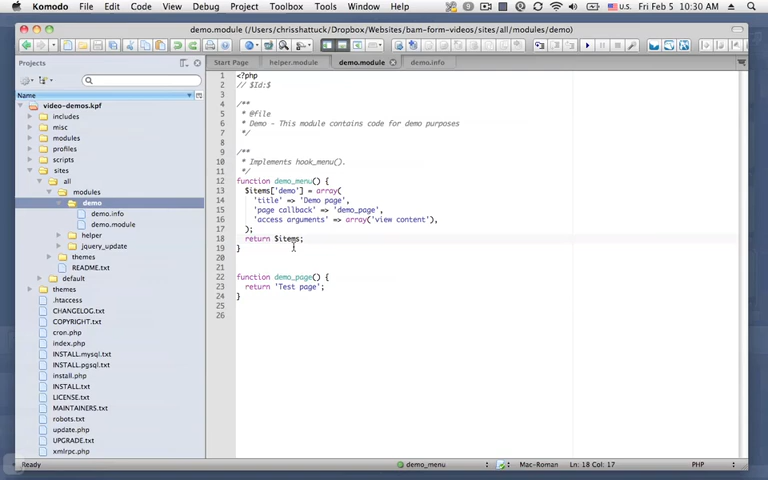 Komodo File Edit Code View Debug Project Toolbox Tools Window Help U.S. Fri Feb 5 10:30 AM
demo.module (/Users/chrisshattuck/Dropbox/Websites/bam-form-videos/sites/all/modules/demo)
Projects
Start Page helper.module demo.module demo.info
Name
video-demos.kpf
includes
misc
modules
profiles
scripts
sites
all
modules
demo
demo.info
demo.module
helper
jquery_update
themes
README.txt
default
themes
.htaccess
CHANGELOG.txt
COPYRIGHT.txt
cron.php
index.php
INSTALL.mysql.txt
INSTALL.pgsql.txt
install.php
INSTALL.txt
LICENSE.txt
MAINTAINERS.txt
robots.txt
update.php
UPGRADE.txt
xmlrpc.php
1 <?php
2 // $Id:$
3
4 /**
5 * @file
6 * Demo - This module contains code for demo purposes
7 */
8
9 /**
10 * Implements hook_menu().
11 */
12 function demo_menu() {
13 $items['demo'] = array(
14 'title' => 'Demo page',
15 'page callback' => 'demo_page',
16 'access arguments' => array('view content'),
17 );
18 return $items;
19 }
20
21
22 function demo_page() {
23 return 'Test page';
24 }
25
26
Ready demo_menu Mac-Roman Ln: 18 Col: 17 PHP